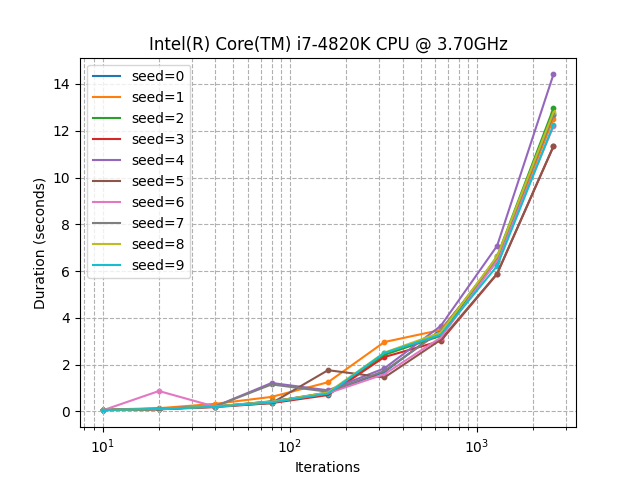 Intel(R) Core(TM) i7-4820K CPU @ 3.70GHz
seed=0
seed=1
seed=2
seed=3
seed=4
seed=5
seed=6
seed=7
seed=8
seed=9
Duration (seconds)
14
12
10
8
6
4
2
0
10¹
10²
10³
Iterations